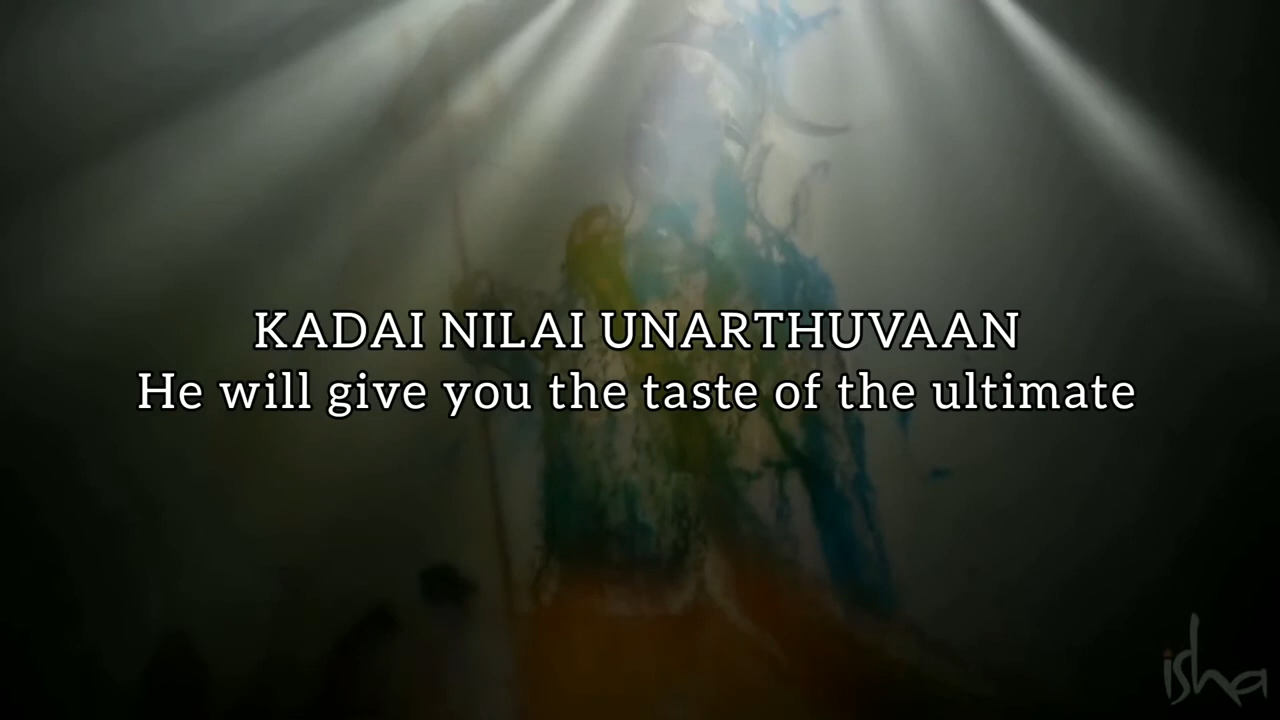 KADAI NILAI UNARTHUVAAN
He will give you the taste of the ultimate
isha